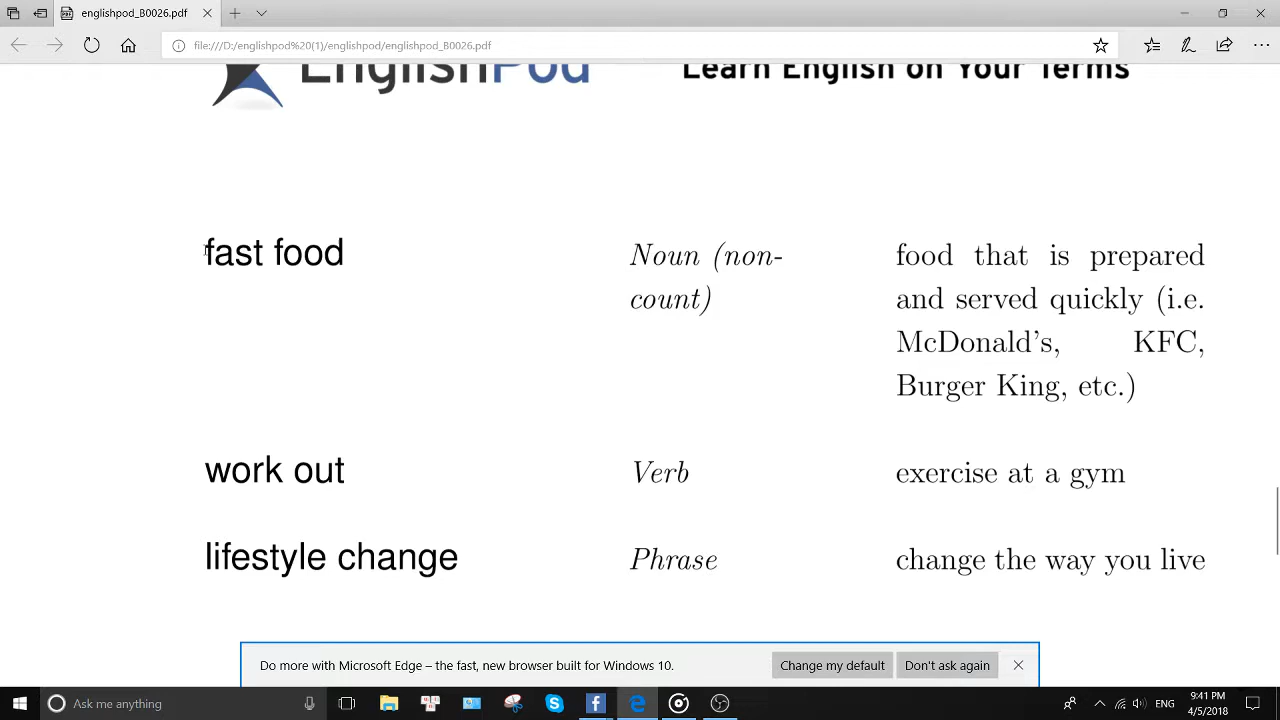 englishpod_B0026.pdf
file:///D:/englishpod%20(1)/englishpod/englishpod_B0026.pdf
EnglishPod Learn English on Your Terms
fast food Noun (non- food that is prepared
count) and served quickly (i.e.
McDonald's, KFC,
Burger King, etc.)
work out Verb exercise at a gym
lifestyle change Phrase change the way you live
Do more with Microsoft Edge – the fast, new browser built for Windows 10. Change my default Don't ask again
Ask me anything ENG 9:41 PM
4/5/2018